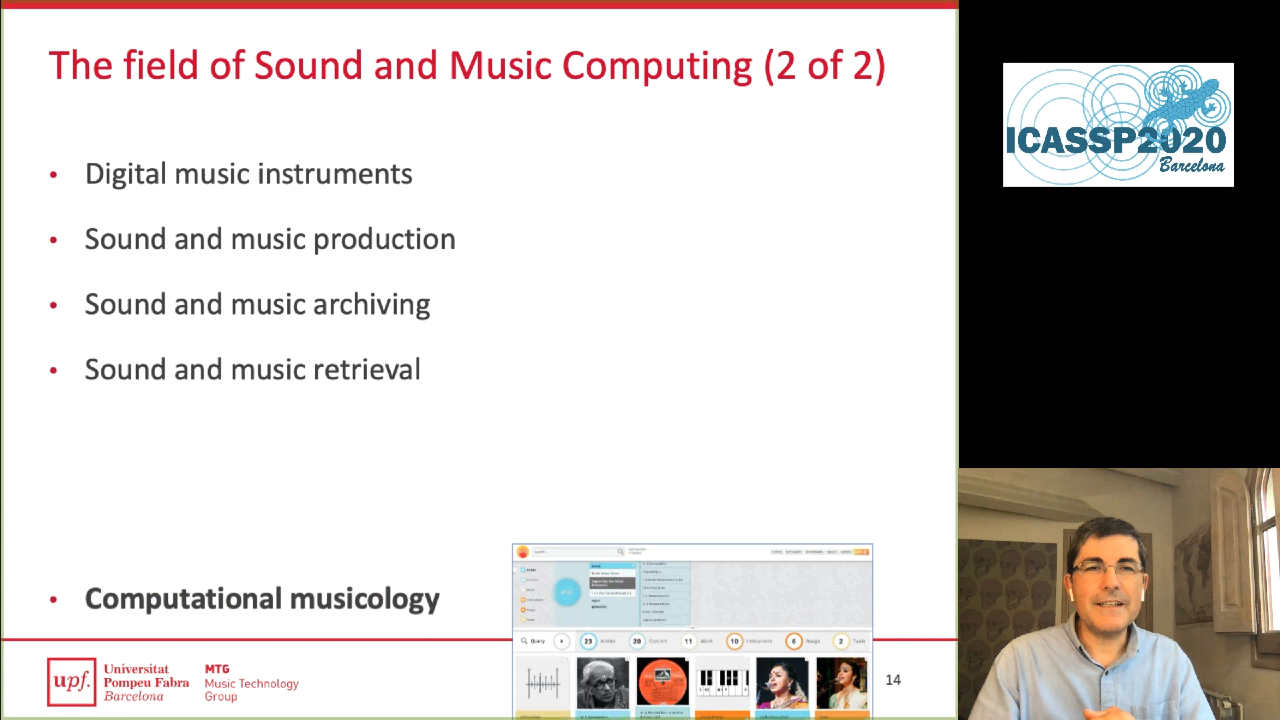 The field of Sound and Music Computing (2 of 2)
• Digital music instruments
• Sound and music production
• Sound and music archiving
• Sound and music retrieval
• Computational musicology
Query
23 Artists
20 Concerts
11 Work
10 Instrument
6 Raaga
2 Taala
upf.
Universitat
Pompeu Fabra
Barcelona
MTG
Music Technology
Group
14
ICASSP2020
Barcelona